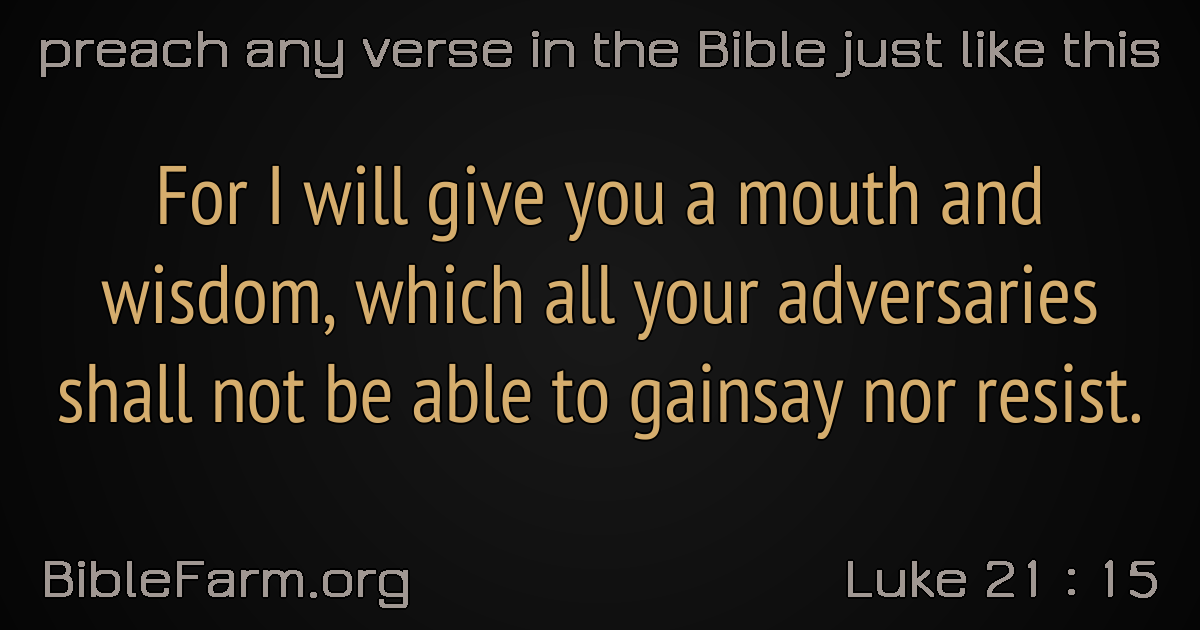 preach any verse in the Bible just like this
For I will give you a mouth and
wisdom, which all your adversaries
shall not be able to gainsay nor resist.
BibleFarm.org
Luke 21 : 15